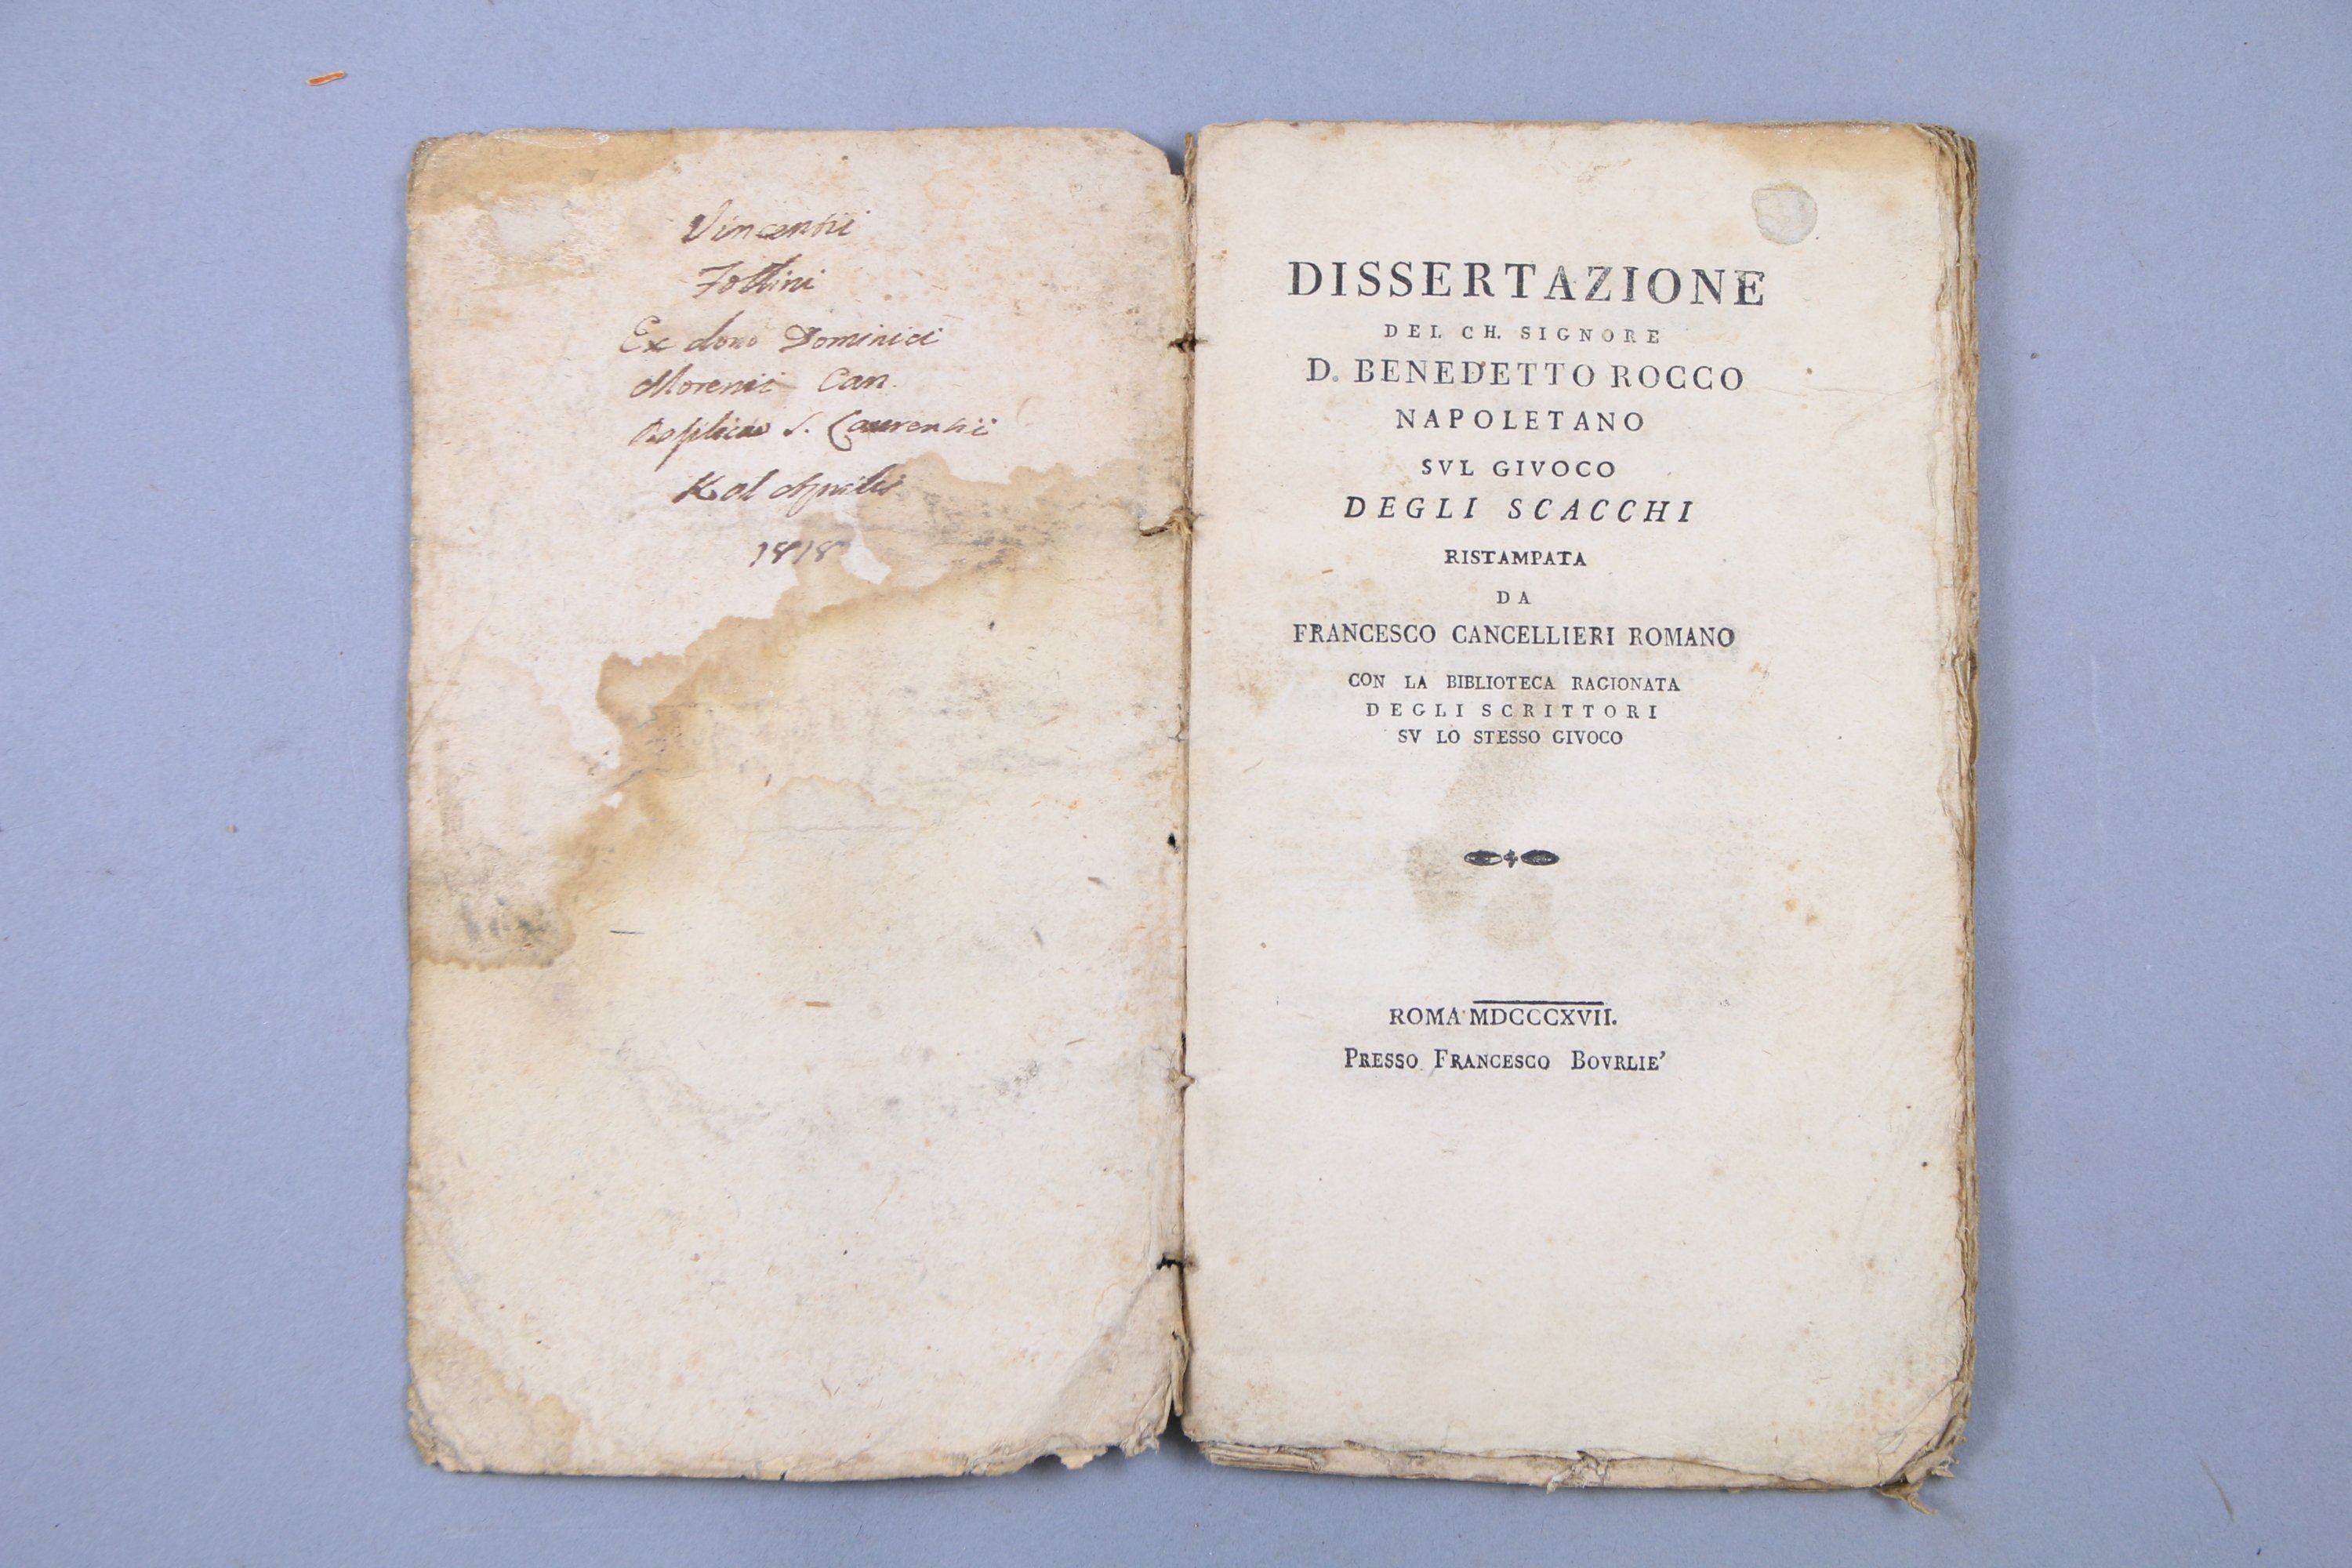 Vincentii
Follini
Ex dono Dominici
Morenii Can.
Basilicae S. Laurentii
Kal Aprilis
1818
DISSERTAZIONE
DEL CH. SIGNORE
D. BENEDETTO ROCCO
NAPOLETANO
SVL GIVOCO
DEGLI SCACCHI
RISTAMPATA
DA
FRANCESCO CANCELLIERI ROMANO
CON LA BIBLIOTECA RAGIONATA
DEGLI SCRITTORI
SV LO STESSO GIVOCO
ROMA MDCCCXVII.
PRESSO FRANCESCO BOVRLIE'